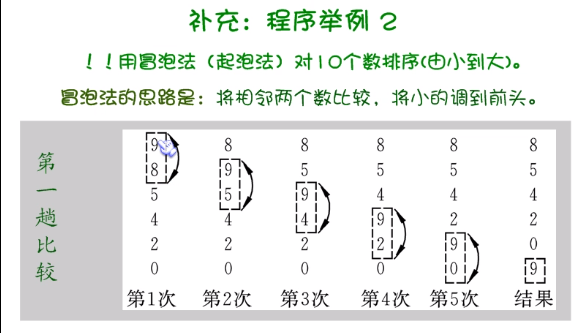 补充：程序举例 2
！！用冒泡法（起泡法）对10个数排序(由小到大)。
冒泡法的思路是：将相邻两个数比较，将小的调到前头。
第一趟比较
9 8 8 8 8 8
8 9 5 5 5 5
5 5 9 4 4 4
4 4 4 9 2 2
2 2 2 2 9 0
0 0 0 0 0 9
第1次 第2次 第3次 第4次 第5次 结果